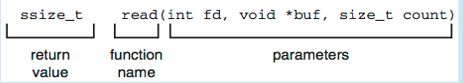 ssize_t read(int fd, void *buf, size_t count)
return function parameters
value name